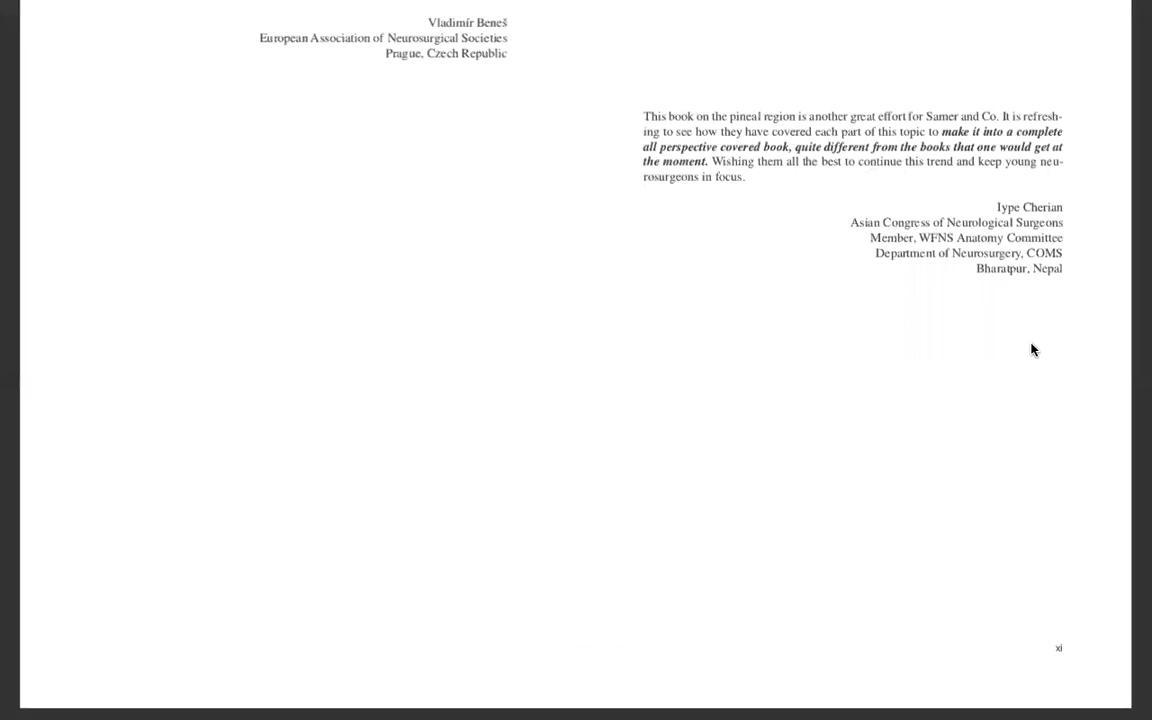 Vladimír Beneš
European Association of Neurosurgical Societies
Prague, Czech Republic
This book on the pineal region is another great effort for Samer and Co. It is refresh-
ing to see how they have covered each part of this topic to make it into a complete
all perspective covered book, quite different from the books that one would get at
the moment. Wishing them all the best to continue this trend and keep young neu-
rosurgeons in focus.
Iype Cherian
Asian Congress of Neurological Surgeons
Member, WFNS Anatomy Committee
Department of Neurosurgery, COMS
Bharatpur, Nepal
xi